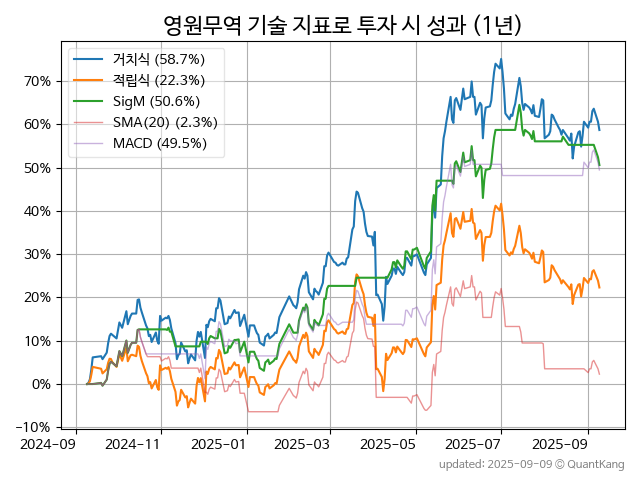 영원무역 기술 지표로 투자 시 성과 (1년)
거치식 (58.7%)
적립식 (22.3%)
SigM (50.6%)
SMA(20) (2.3%)
MACD (49.5%)
70%
60%
50%
40%
30%
20%
10%
0%
-10%
2024-09 2024-11 2025-01 2025-03 2025-05 2025-07 2025-09
updated: 2025-09-09 © QuantKang